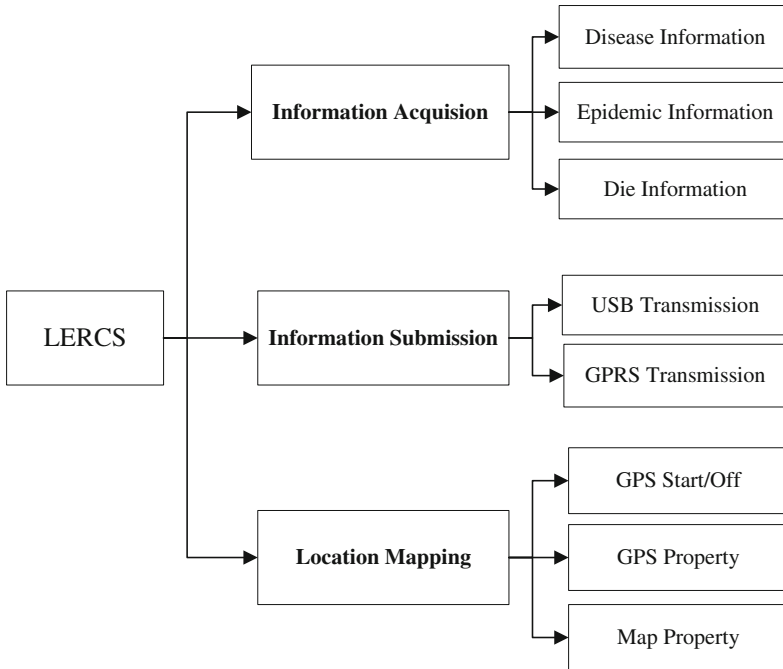 LERCS
Information Acquision
Disease Information
Epidemic Information
Die Information
Information Submission
USB Transmission
GPRS Transmission
Location Mapping
GPS Start/Off
GPS Property
Map Property